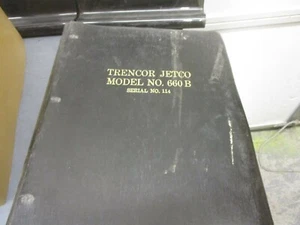 TRENCOR JETCO
MODEL NO. 660 B
SERIAL NO. 114